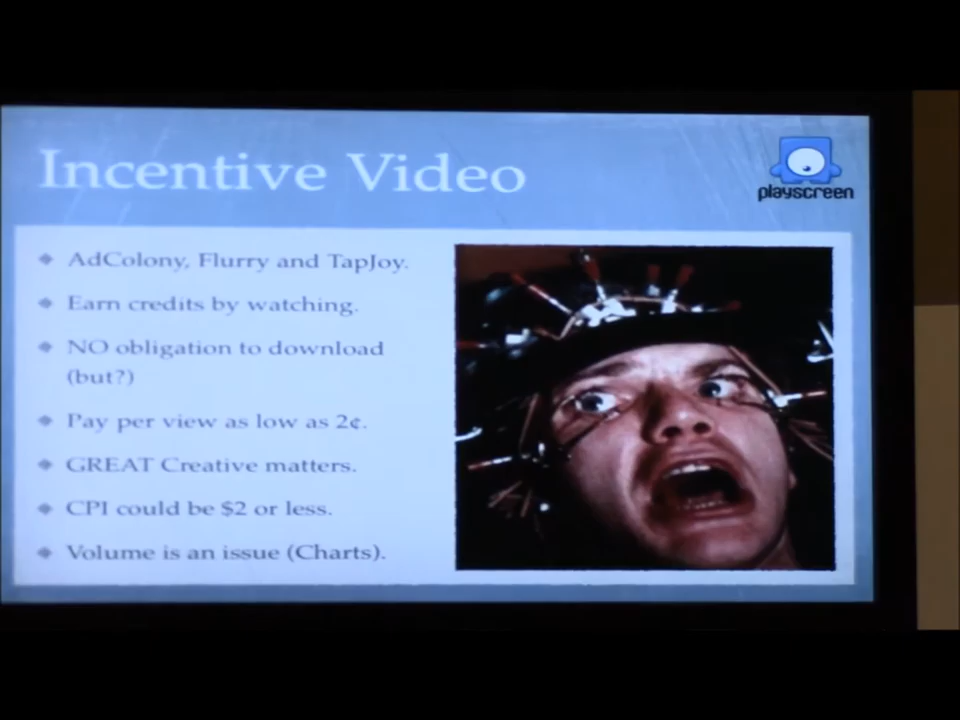 Incentive Video
playscreen
AdColony, Flurry and TapJoy.
Earn credits by watching.
NO obligation to download
(but?)
Pay per view as low as 2¢.
GREAT Creative matters.
CPI could be $2 or less.
Volume is an issue (Charts).